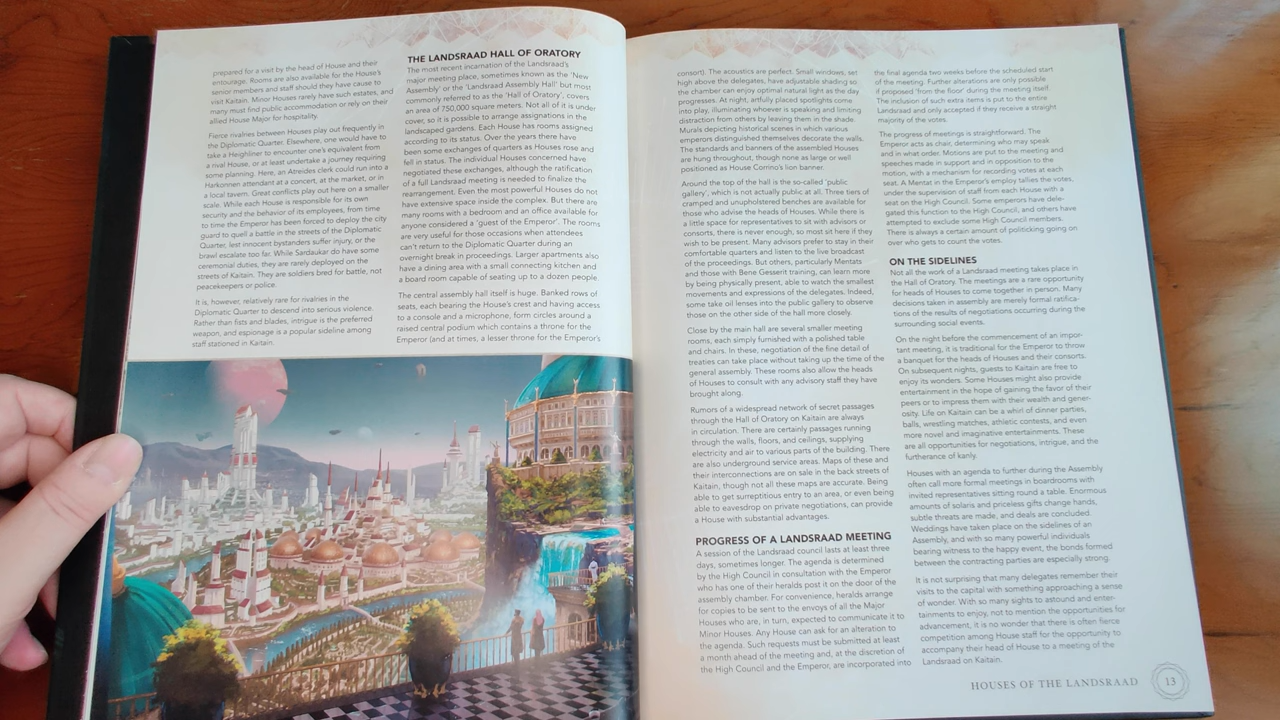 prepared for a visit by the head of House and their
entourage. Rooms are also available for the House's
senior members and staff should they have cause to
visit Kaitain. Minor Houses rarely have such estates, and
many must find public accommodation or rely on their
allied House Major for hospitality.
Fierce rivalries between Houses play out frequently in
the Diplomatic Quarter. Elsewhere, one would have to
take a Heighliner to encounter one's equivalent from
a rival House, or at least undertake a journey requiring
some planning. Here, an Atreides clerk could run into a
Harkonnen attendant at a concert, at the market, or in
a local tavern. Great conflicts play out here on a smaller
scale. While each House is responsible for its own
security and the behavior of its employees, from time
to time the Emperor has been forced to deploy the city
guard to quell a battle in the streets of the Diplomatic
Quarter, lest innocent bystanders suffer injury, or the
brawl escalate too far. While Sardaukar do have some
ceremonial duties, they are rarely deployed on the
streets of Kaitain. They are soldiers bred for battle, not
peacekeepers or police.
It is, however, relatively rare for rivalries in the
Diplomatic Quarter to descend into serious violence.
Rather than fists and blades, intrigue is the preferred
weapon, and espionage is a popular sideline among
staff stationed in Kaitain.
THE LANDSRAAD HALL OF ORATORY
The most recent incarnation of the Landsraad's
major meeting place, sometimes known as the 'New
Assembly' or the 'Landsraad Assembly Hall' but most
commonly referred to as the 'Hall of Oratory', covers
an area of 750,000 square meters. Not all of it is under
cover, so it is possible to arrange assignations in the
landscaped gardens. Each House has rooms assigned
according to its status. Over the years there have
been some exchanges of quarters as Houses rose and
fell in status. The individual Houses concerned have
negotiated these exchanges, although the ratification
of a full Landsraad meeting is needed to finalize the
rearrangement. Even the most powerful Houses do not
have extensive space inside the complex. But there are
many rooms with a bedroom and an office available for
anyone considered a 'guest of the Emperor'. The rooms
are very useful for those occasions when attendees
can't return to the Diplomatic Quarter during an
overnight break in proceedings. Larger apartments also
have a dining area with a small connecting kitchen and
a board room capable of seating up to a dozen people.
The central assembly hall itself is huge. Banked rows of
seats, each bearing the House's crest and having access
to a console and a microphone, form circles around a
raised central podium which contains a throne for the
Emperor (and at times, a lesser throne for the Emperor's
consort). The acoustics are perfect. Small windows, set
high above the delegates, have adjustable shading so
the chamber can enjoy optimal natural light as the day
progresses. At night, artfully placed spotlights come
into play, illuminating whoever is speaking and limiting
distraction from others by leaving them in the shade.
Murals depicting historical scenes in which various
emperors distinguished themselves decorate the walls.
The standards and banners of the assembled Houses
are hung throughout, though none as large or well
positioned as House Corrino's lion banner.
Around the top of the hall is the so-called 'public
gallery', which is not actually public at all. Three tiers of
cramped and unupholstered benches are available for
those who advise the heads of Houses. While there is
a little space for representatives to sit with advisors or
consorts, there is never enough, so most sit here if they
wish to be present. Many advisors prefer to stay in their
comfortable quarters and listen to the live broadcast
of the proceedings. But others, particularly Mentats
and those with Bene Gesserit training, can learn more
by being physically present, able to watch the smallest
movements and expressions of the delegates. Indeed,
some take oil lenses into the public gallery to observe
those on the other side of the hall more closely.
Close by the main hall are several smaller meeting
rooms, each simply furnished with a polished table
and chairs. In these, negotiation of the fine detail of
treaties can take place without taking up the time of the
general assembly. These rooms also allow the heads
of Houses to consult with any advisory staff they have
brought along.
Rumors of a widespread network of secret passages
through the Hall of Oratory on Kaitain are always
in circulation. There are certainly passages running
through the walls, floors, and ceilings, supplying
electricity and air to various parts of the building. There
are also underground service areas. Maps of these and
their interconnections are on sale in the back streets of
Kaitain, though not all these maps are accurate. Being
able to get surreptitious entry to an area, or even being
able to eavesdrop on private negotiations, can provide
a House with substantial advantages.
PROGRESS OF A LANDSRAAD MEETING
A session of the Landsraad council lasts at least three
days, sometimes longer. The agenda is determined
by the High Council in consultation with the Emperor
who has one of their heralds post it on the door of the
assembly chamber. For convenience, heralds arrange
for copies to be sent to the envoys of all the Major
Houses who are, in turn, expected to communicate it to
Minor Houses. Any House can ask for an alteration to
the agenda. Such requests must be submitted at least
a month ahead of the meeting and, at the discretion of
the High Council and the Emperor, are incorporated into
the final agenda two weeks before the scheduled start
of the meeting. Further alterations are only possible
if proposed 'from the floor' during the meeting itself.
The inclusion of such extra items is put to the entire
Landsraad and only accepted if they receive a straight
majority of the votes.
The progress of meetings is straightforward. The
Emperor acts as chair, determining who may speak
and in what order. Motions are put to the meeting and
speeches made in support and in opposition to the
motion, with a mechanism for recording votes at each
seat. A Mentat in the Emperor's employ tallies the votes,
under the supervision of staff from each House with a
seat on the High Council. Some emperors have dele-
gated this function to the High Council, and others have
attempted to exclude some High Council members.
There is always a certain amount of politicking going on
over who gets to count the votes.
ON THE SIDELINES
Not all the work of a Landsraad meeting takes place in
the Hall of Oratory. The meetings are a rare opportunity
for heads of Houses to come together in person. Many
decisions taken in assembly are merely formal ratifica-
tions of the results of negotiations occurring during the
surrounding social events.
On the night before the commencement of an impor-
tant meeting, it is traditional for the Emperor to throw
a banquet for the heads of Houses and their consorts.
On subsequent nights, guests to Kaitain are free to
enjoy its wonders. Some Houses might also provide
entertainment in the hope of gaining the favor of their
peers or to impress them with their wealth and gener-
osity. Life on Kaitain can be a whirl of dinner parties,
balls, wrestling matches, athletic contests, and even
more novel and imaginative entertainments. These
are all opportunities for negotiations, intrigue, and the
furtherance of kanly.
Houses with an agenda to further during the Assembly
often call more formal meetings in boardrooms with
invited representatives sitting round a table. Enormous
amounts of solaris and priceless gifts change hands,
subtle threats are made, and deals are concluded.
Weddings have taken place on the sidelines of an
Assembly, and with so many powerful individuals
bearing witness to the happy event, the bonds formed
between the contracting parties are especially strong.
It is not surprising that many delegates remember their
visits to the capital with something approaching a sense
of wonder. With so many sights to astound and enter-
tainments to enjoy, not to mention the opportunities for
advancement, it is no wonder that there is often fierce
competition among House staff for the opportunity to
accompany their head of House to a meeting of the
Landsraad on Kaitain.
HOUSES OF THE LANDSRAAD
13